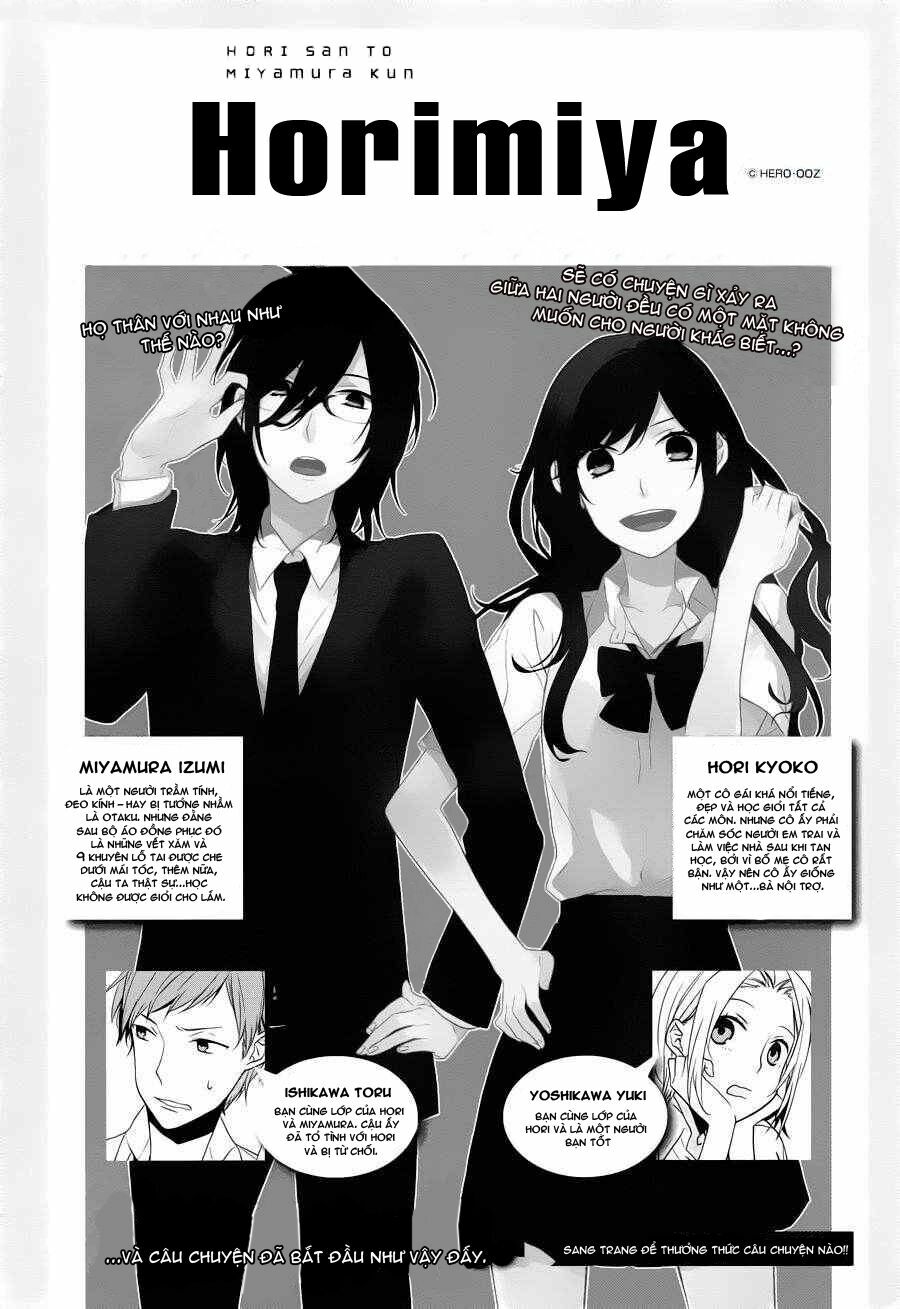 HORI SAN TO
MIYAMURA KUN
Horimiya
© HERO・OOZ
HỌ THÂN VỚI NHAU NHƯ
THẾ NÀO?
SẼ CÓ CHUYỆN GÌ XẢY RA
GIỮA HAI NGƯỜI ĐỀU CÓ MỘT MẶT KHÔNG
MUỐN CHO NGƯỜI KHÁC BIẾT...?
MIYAMURA IZUMI
LÀ MỘT NGƯỜI TRẦM TÍNH,
ĐEO KÍNH – HAY BỊ TƯỞNG NHẦM
LÀ OTAKU. NHƯNG ĐẰNG
SAU BỘ ÁO ĐỒNG PHỤC ĐÓ
LÀ NHỮNG VẾT XĂM VÀ
9 KHUYÊN LỖ TAI ĐƯỢC CHE
DƯỚI MÁI TÓC, THÊM NỮA,
CẬU TA THẬT SỰ...HỌC
KHÔNG ĐƯỢC GIỎI CHO LẮM.
HORI KYOKO
MỘT CÔ GÁI KHÁ NỔI TIẾNG,
ĐẸP VÀ HỌC GIỎI TẤT CẢ
CÁC MÔN. NHƯNG CÔ ẤY PHẢI
CHĂM SÓC NGƯỜI EM TRAI VÀ
LÀM VIỆC NHÀ SAU KHI TAN
HỌC, BỞI VÌ BỐ MẸ CÔ RẤT
BẬN. VẬY NÊN CÔ ẤY GIỐNG
NHƯ MỘT...BÀ NỘI TRỢ.
ISHIKAWA TORU
BẠN CÙNG LỚP CỦA HORI
VÀ MIYAMURA. CẬU ẤY
ĐÃ TỎ TÌNH VỚI HORI
VÀ BỊ TỪ CHỐI.
YOSHIKAWA YUKI
BẠN CÙNG LỚP CỦA
HORI VÀ LÀ MỘT NGƯỜI
BẠN TỐT
...VÀ CÂU CHUYỆN ĐÃ BẮT ĐẦU NHƯ VẬY ĐẤY.
SANG TRANG ĐỂ THƯỞNG THỨC CÂU CHUYỆN NÀO!!